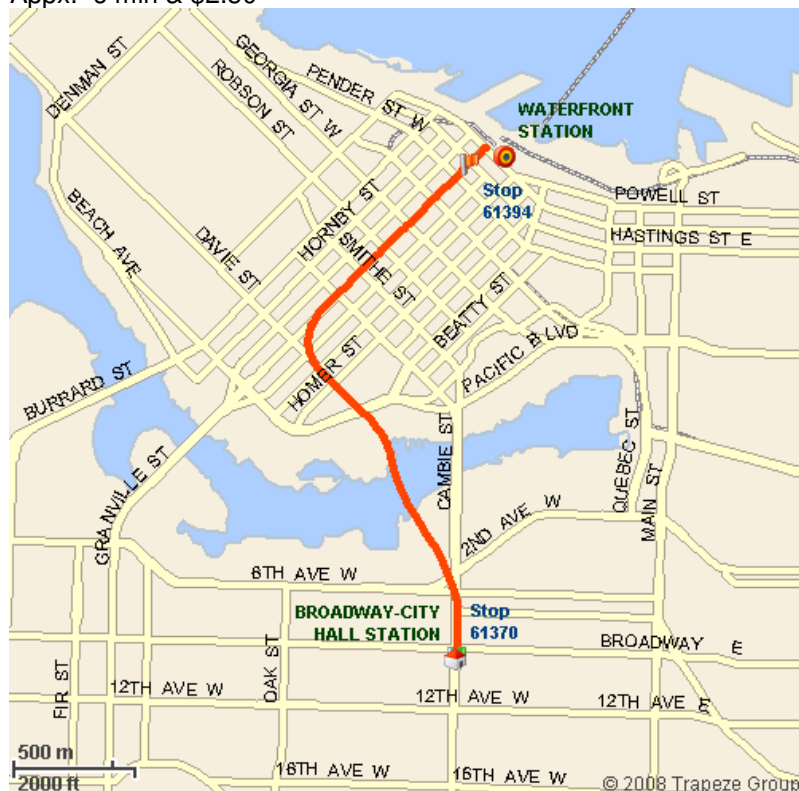 DENMAN ST
GEORGIA ST W
ROBSON ST
PENDER ST W
WATERFRONT
STATION
Stop
61394
POWELL ST
HASTINGS ST E
BEACH AVE
DAVIE ST
HORNBY ST
SMITHE ST
BEATTY ST
PACIFIC BLVD
HOMER ST
BURRARD ST
GRANVILLE ST
CAMBIE ST
QUEBEC ST
MAIN ST
2ND AVE W
6TH AVE W
BROADWAY-CITY
HALL STATION
Stop
61370
BROADWAY E
FIR ST
OAK ST
12TH AVE W
12TH AVE W
12TH AVE E
16TH AVE W
16TH AVE W
500 m
2000 ft
© 2008 Trapeze Group